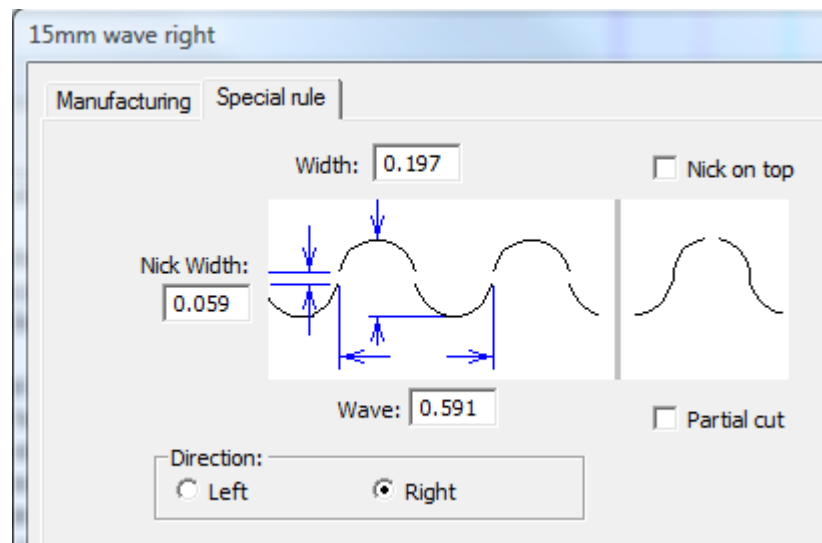 15mm wave right
Manufacturing Special rule
Width: 0.197
Nick on top
Nick Width:
0.059
Wave: 0.591
Partial cut
Direction:
Left Right